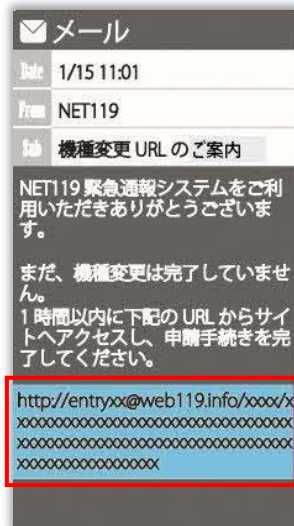 メール
Date 1/15 11:01
From NET119
Sub 機種変更 URL のご案内
NET119 緊急通報システムをご利
用いただきありがとうございま
す。
まだ、機種変更は完了していませ
ん。
1 時間以内に下記の URL からサイ
トへアクセスし、申請手続きを完
了してください。
http://entryxx@web119.info/xxxx/x
xxxxxxxxxxxxxxxxxxxxxxxxxxxxxxxx
xxxxxxxxxxxxxxxxxxxxxxxxxxxxxxxx
xxxxxxxxxxxxxxxxx